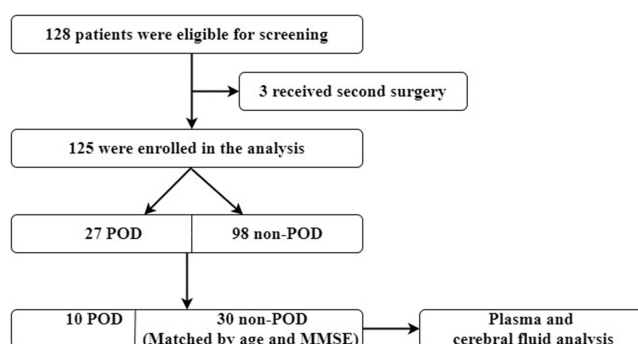 128 patients were eligible for screening
3 received second surgery
125 were enrolled in the analysis
27 POD
98 non-POD
10 POD
30 non-POD
(Matched by age and MMSE)
Plasma and
cerebral fluid analysis